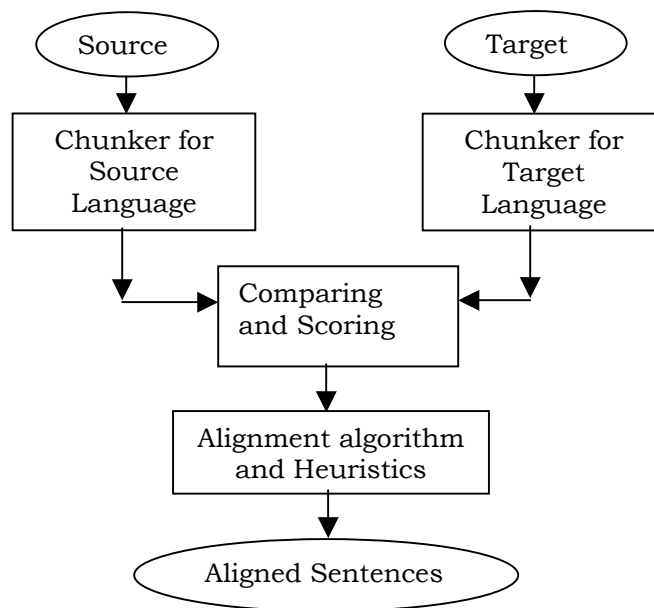 Source
Target
Chunker for
Source
Language
Chunker for
Target
Language
Comparing
and Scoring
Alignment algorithm
and Heuristics
Aligned Sentences